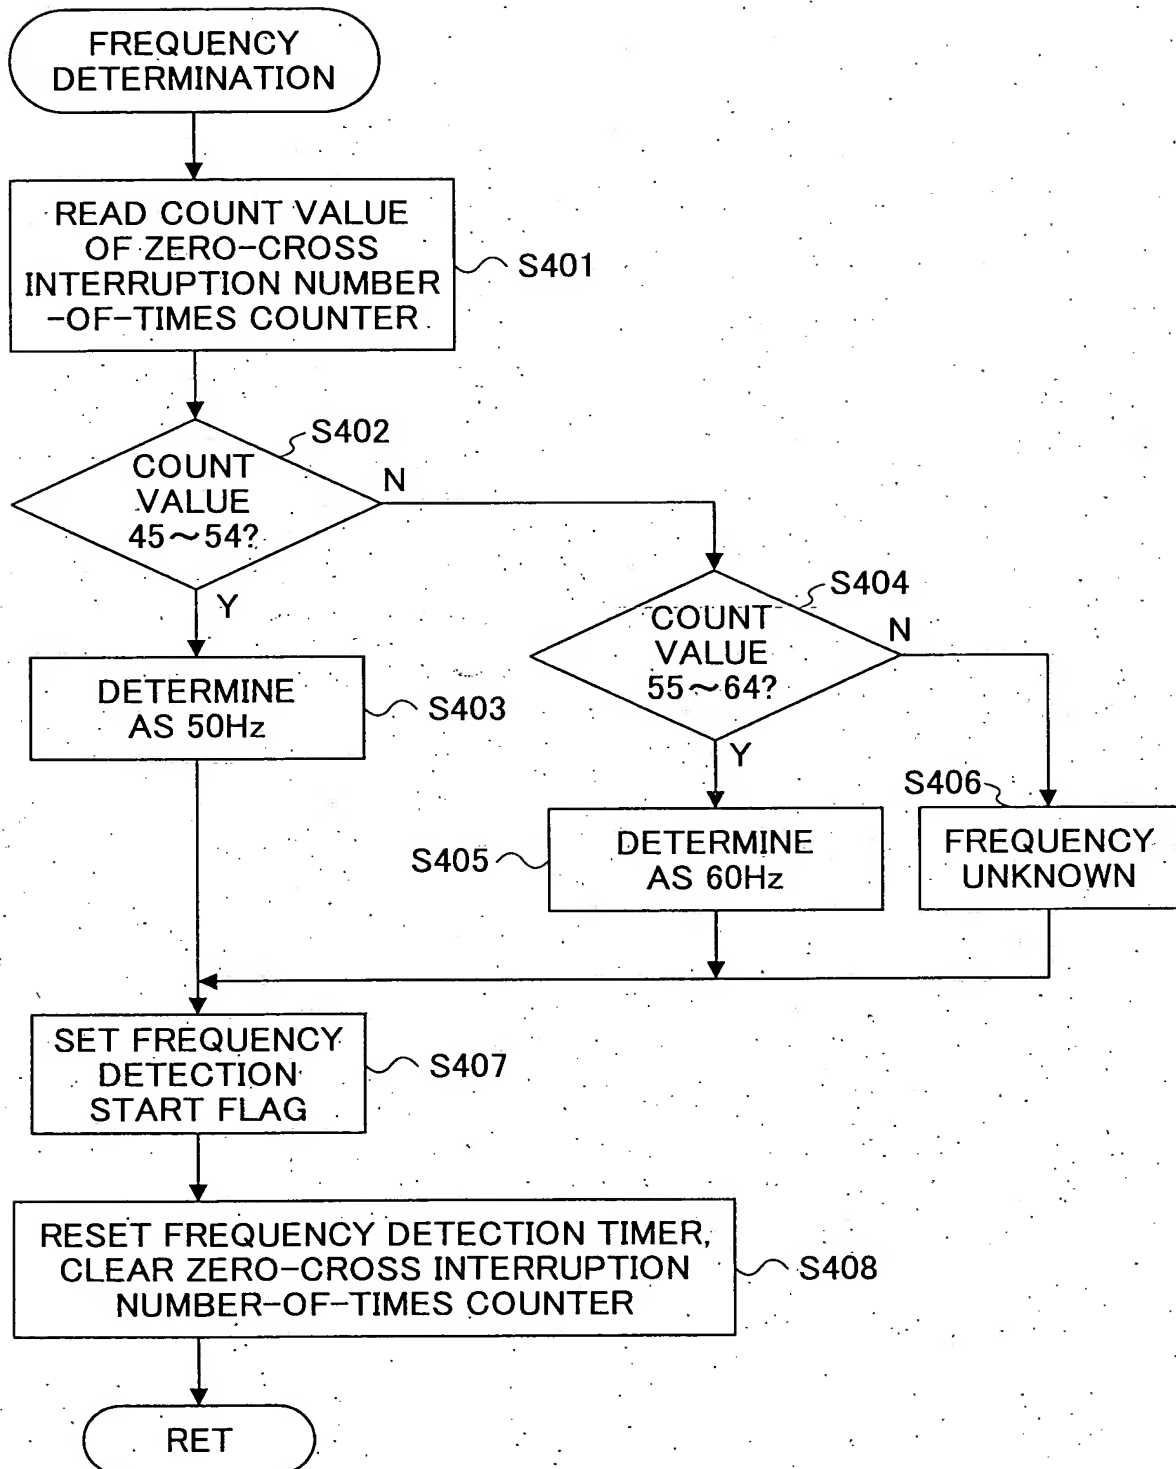 FREQUENCY
DETERMINATION
READ COUNT VALUE
OF ZERO-CROSS
INTERRUPTION NUMBER
-OF-TIMES COUNTER
S401
S402
COUNT
VALUE
45~54?
N
Y
DETERMINE
AS 50Hz
S403
S404
COUNT
VALUE
55~64?
N
Y
S405
DETERMINE
AS 60Hz
S406
FREQUENCY
UNKNOWN
SET FREQUENCY
DETECTION
START FLAG
S407
RESET FREQUENCY DETECTION TIMER,
CLEAR ZERO-CROSS INTERRUPTION
NUMBER-OF-TIMES COUNTER
S408
RET